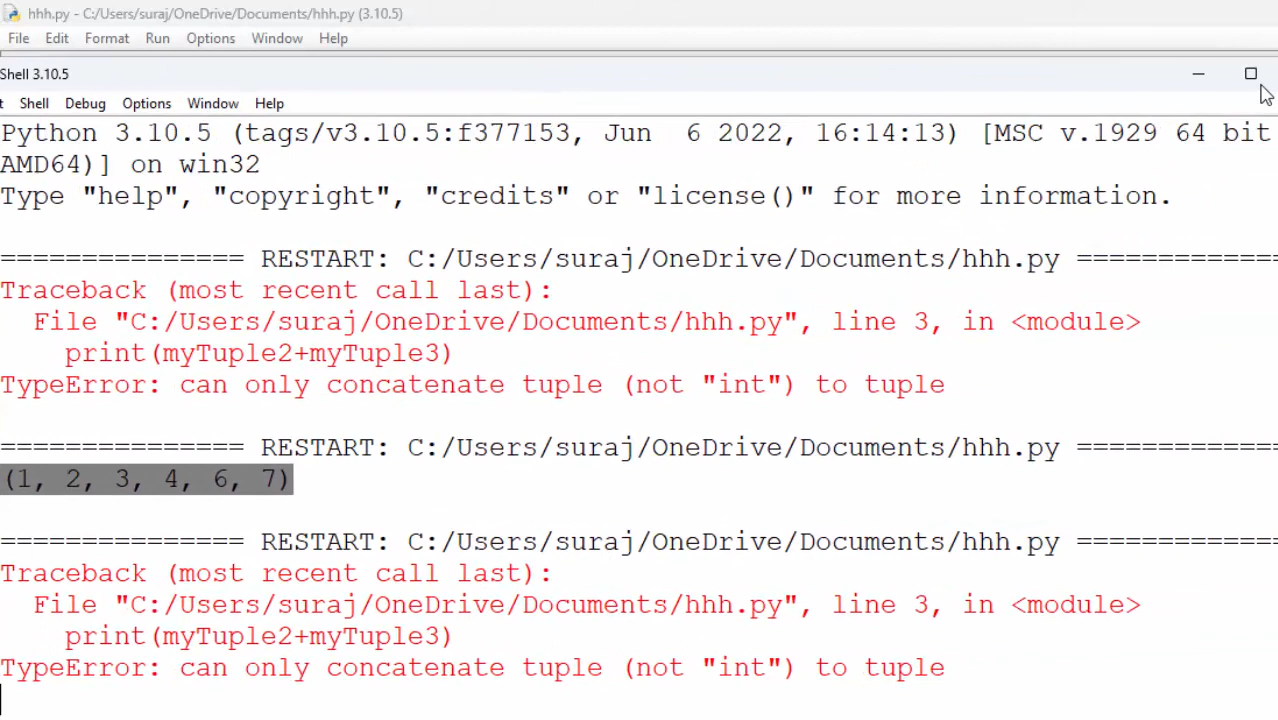 hhh.py - C:/Users/suraj/OneDrive/Documents/hhh.py (3.10.5)
File Edit Format Run Options Window Help
Shell 3.10.5
t Shell Debug Options Window Help
Python 3.10.5 (tags/v3.10.5:f377153, Jun  6 2022, 16:14:13) [MSC v.1929 64 bit
AMD64)] on win32
Type "help", "copyright", "credits" or "license()" for more information.
=============== RESTART: C:/Users/suraj/OneDrive/Documents/hhh.py =============
Traceback (most recent call last):
  File "C:/Users/suraj/OneDrive/Documents/hhh.py", line 3, in <module>
    print(myTuple2+myTuple3)
TypeError: can only concatenate tuple (not "int") to tuple
=============== RESTART: C:/Users/suraj/OneDrive/Documents/hhh.py =============
(1, 2, 3, 4, 6, 7)
=============== RESTART: C:/Users/suraj/OneDrive/Documents/hhh.py =============
Traceback (most recent call last):
  File "C:/Users/suraj/OneDrive/Documents/hhh.py", line 3, in <module>
    print(myTuple2+myTuple3)
TypeError: can only concatenate tuple (not "int") to tuple